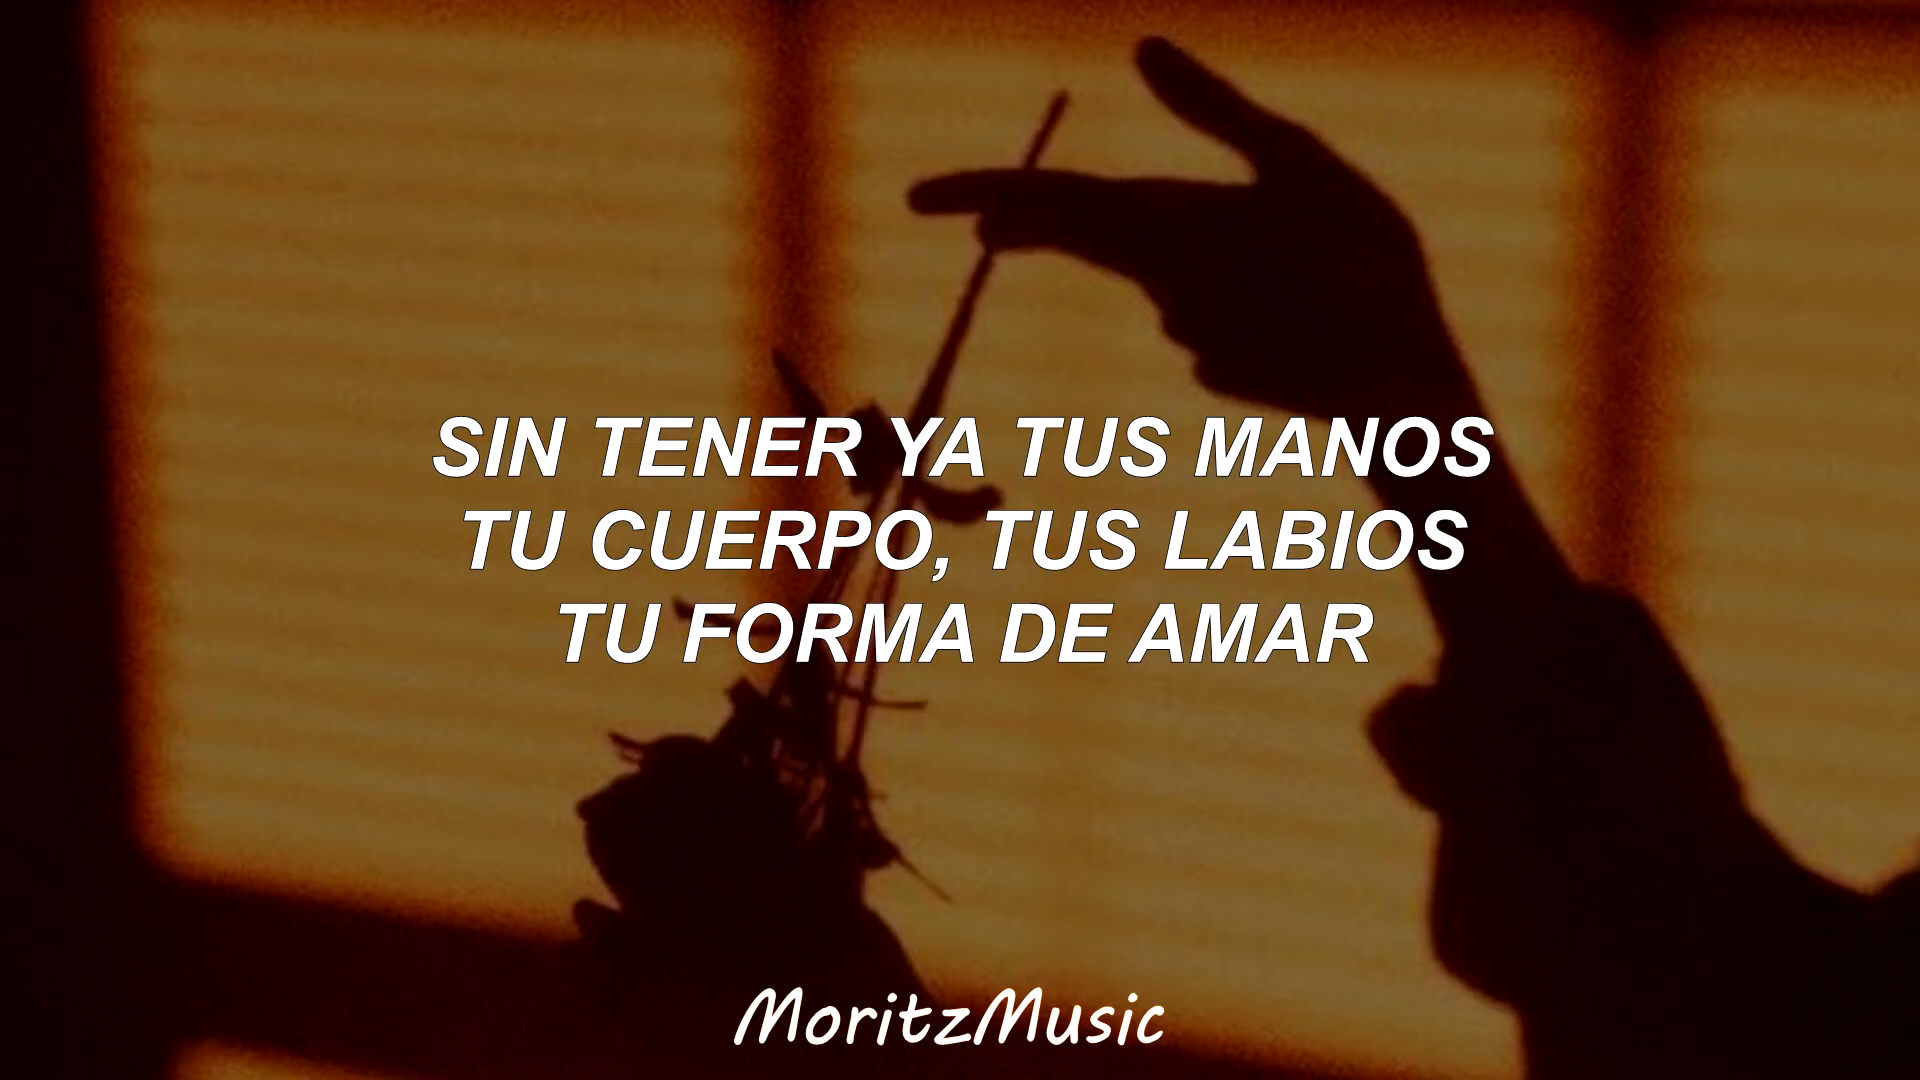 SIN TENER YA TUS MANOS
TU CUERPO, TUS LABIOS
TU FORMA DE AMAR
MoritzMusic